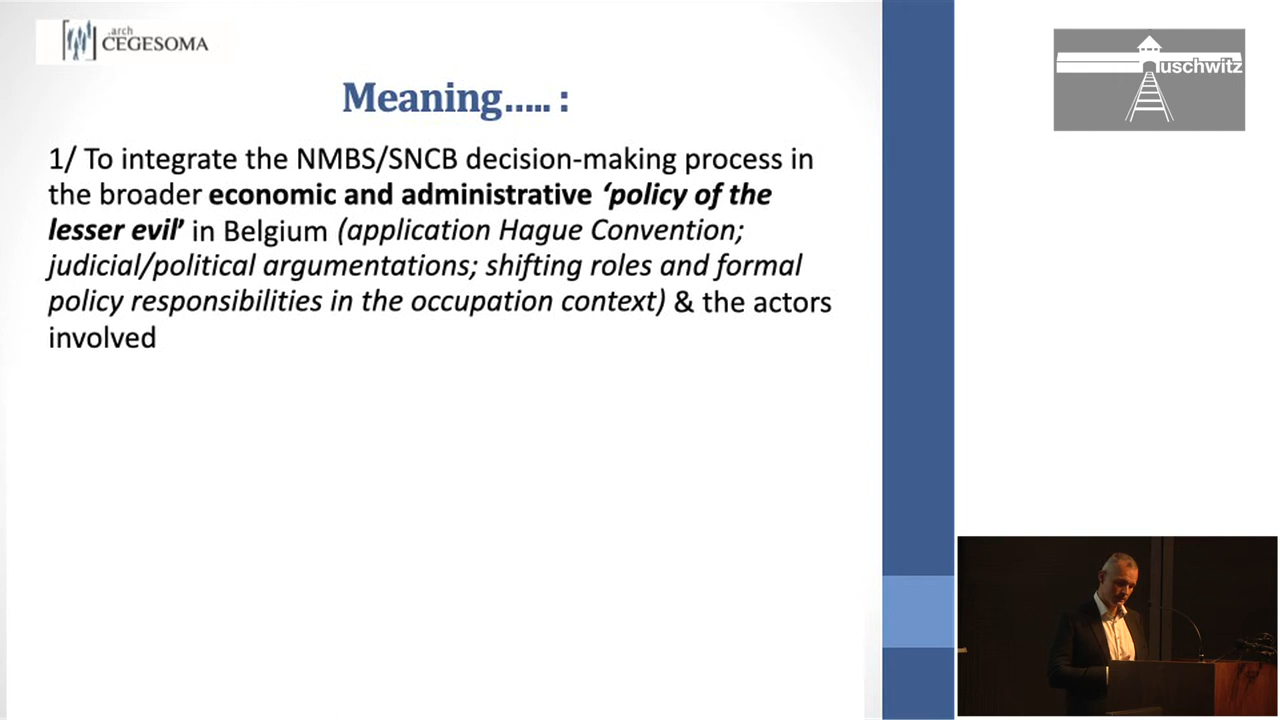 .arch
CEGESOMA
Meaning..... :
1/ To integrate the NMBS/SNCB decision-making process in
the broader economic and administrative ‘policy of the
lesser evil’ in Belgium (application Hague Convention;
judicial/political argumentations; shifting roles and formal
policy responsibilities in the occupation context) & the actors
involved
uschwitz